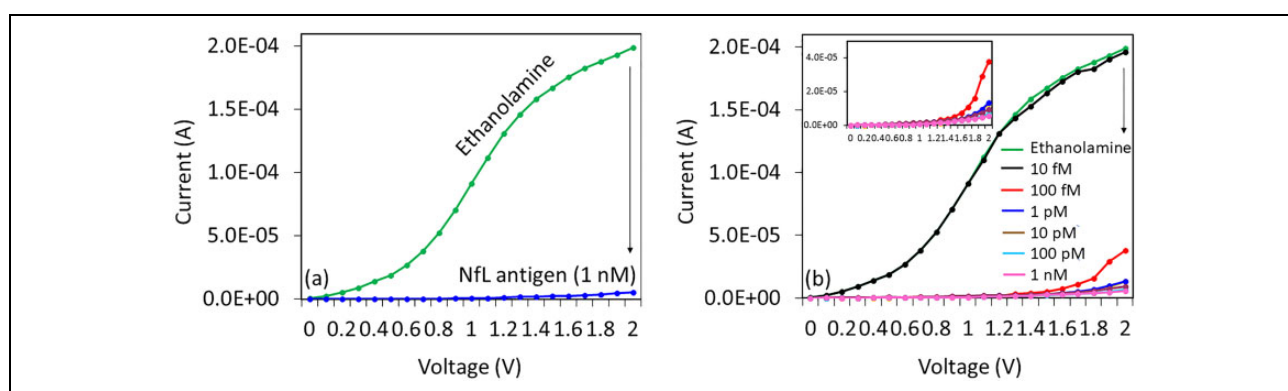 2.0E-04
1.5E-04
1.0E-04
5.0E-05
0.0E+00
Current (A)
Ethanolamine
(a)
NfL antigen (1 nM)
0 0.2 0.4 0.6 0.8 1 1.2 1.4 1.6 1.8 2
Voltage (V)
2.0E-04
1.5E-04
1.0E-04
5.0E-05
0.0E+00
Current (A)
4.0E-05
2.0E-05
0.0E+00
0 0.20.40.60.8 1 1.21.41.61.8 2
Ethanolamine
10 fM
100 fM
1 pM
10 pM
100 pM
1 nM
(b)
0 0.2 0.4 0.6 0.8 1 1.2 1.4 1.6 1.8 2
Voltage (V)